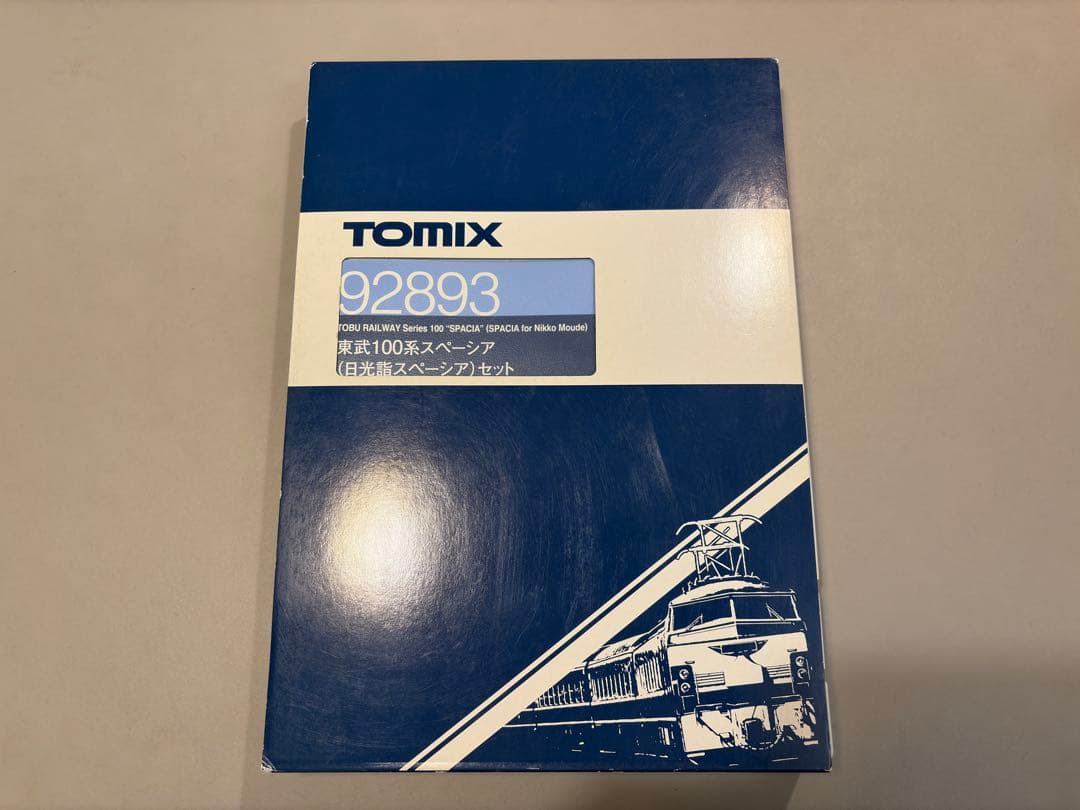 TOMIX
92893
TOBU RAILWAY Series 100 "SPACIA" (SPACIA for Nikko Moude)
東武100系スペーシア
(日光詣スペーシア)セット